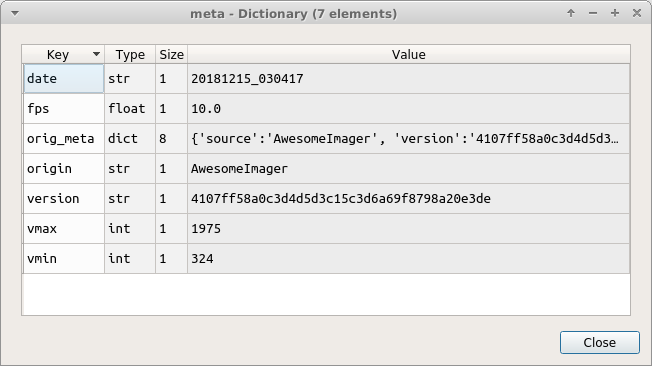 meta - Dictionary (7 elements)
Key Type Size Value
date str 1 20181215_030417
fps float 1 10.0
orig_meta dict 8 {'source':'AwesomeImager', 'version':'4107ff58a0c3d4d5d3…
origin str 1 AwesomeImager
version str 1 4107ff58a0c3d4d5d3c15c3d6a69f8798a20e3de
vmax int 1 1975
vmin int 1 324
Close